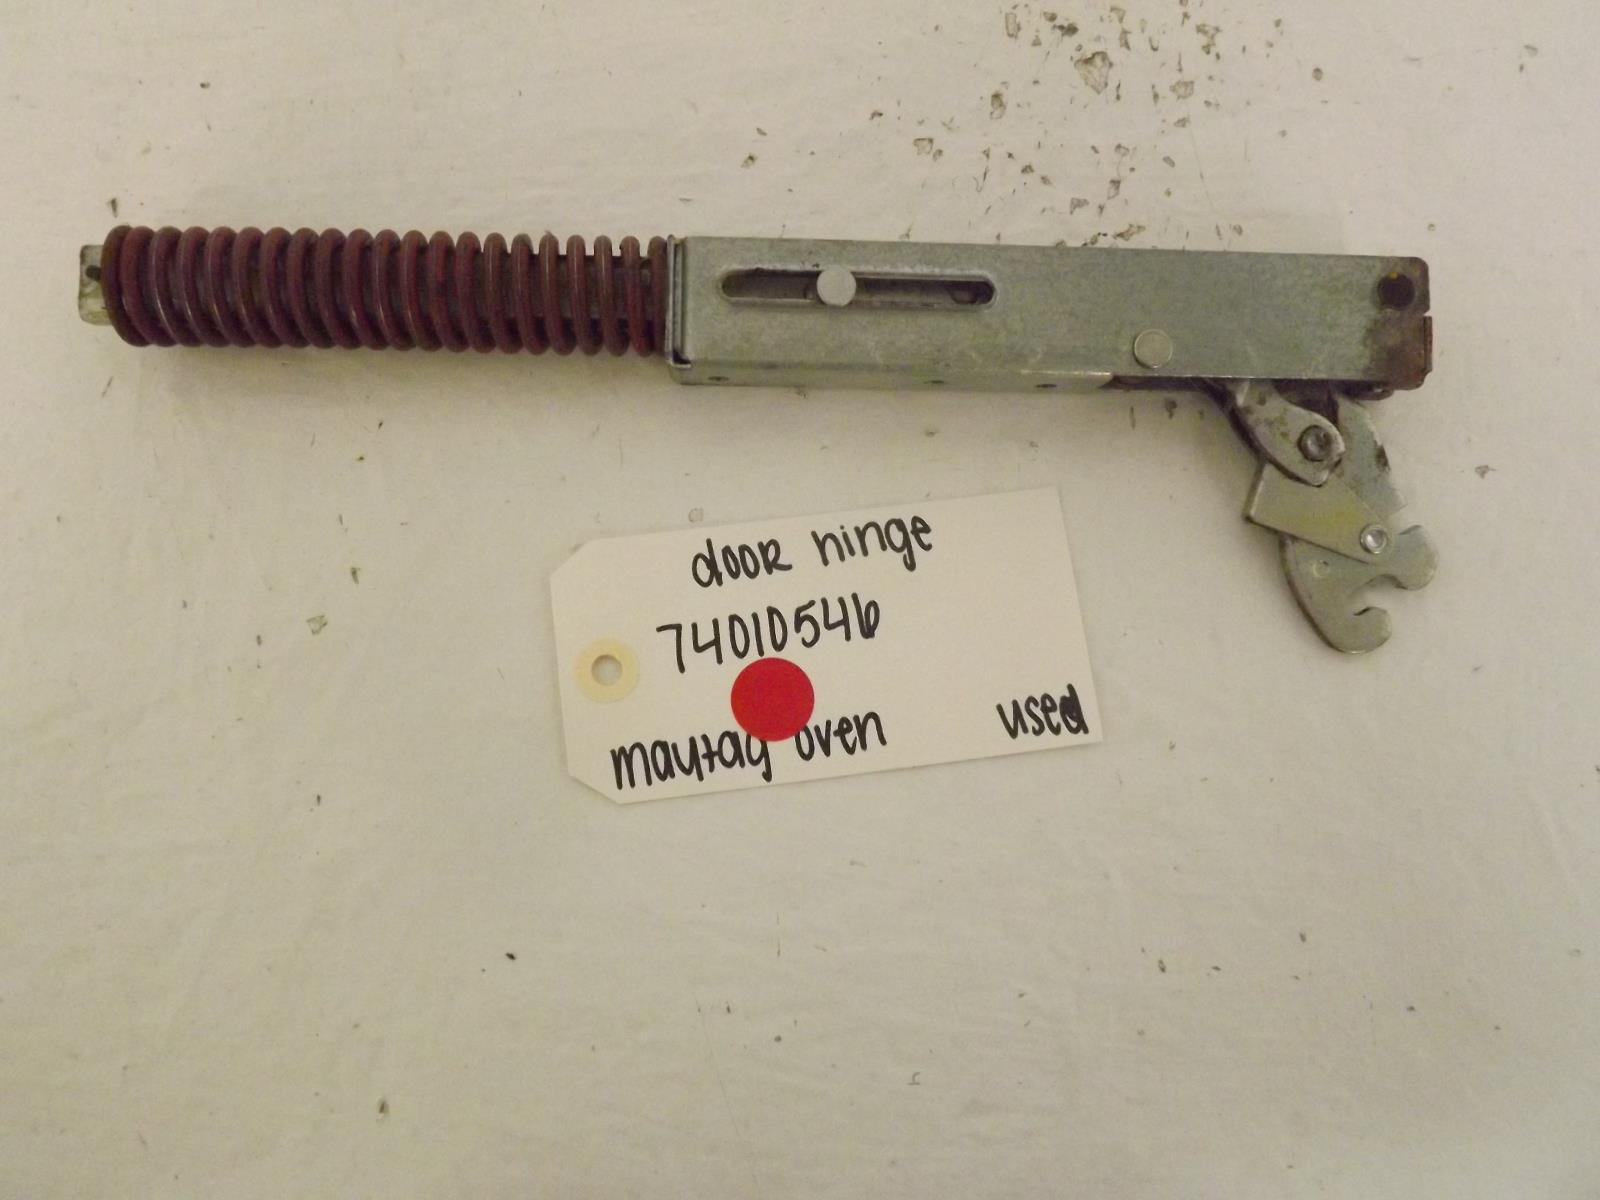 door hinge
74010546
maytag oven used